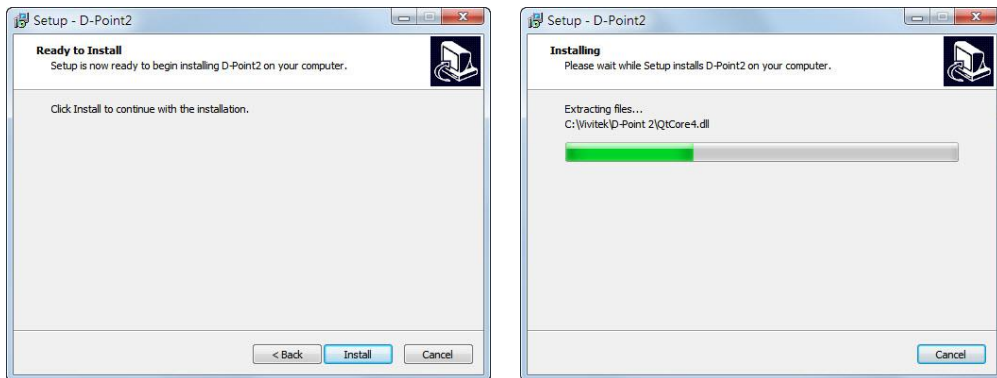 Setup - D-Point2
Ready to Install
Setup is now ready to begin installing D-Point2 on your computer.
Click Install to continue with the installation.
< Back
Install
Cancel
Setup - D-Point2
Installing
Please wait while Setup installs D-Point2 on your computer.
Extracting files...
C:\Vivitek\D-Point 2\QtCore4.dll
Cancel